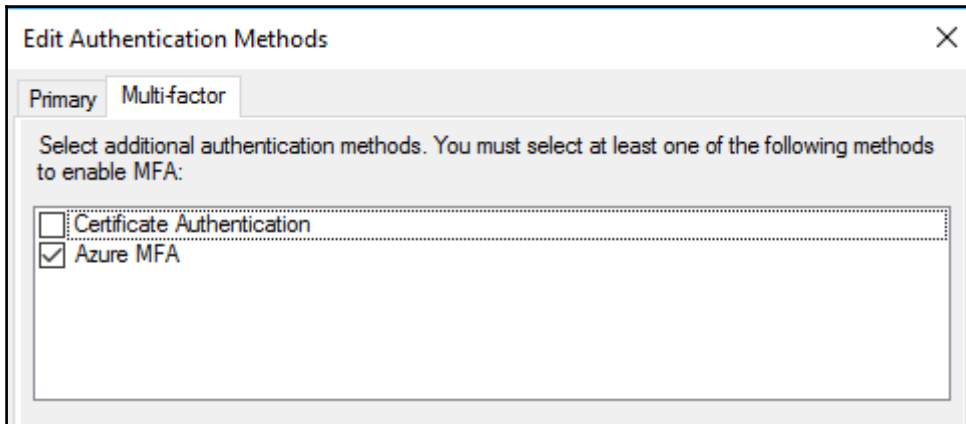 Edit Authentication Methods
Primary
Multi-factor
Select additional authentication methods. You must select at least one of the following methods
to enable MFA:
Certificate Authentication
Azure MFA